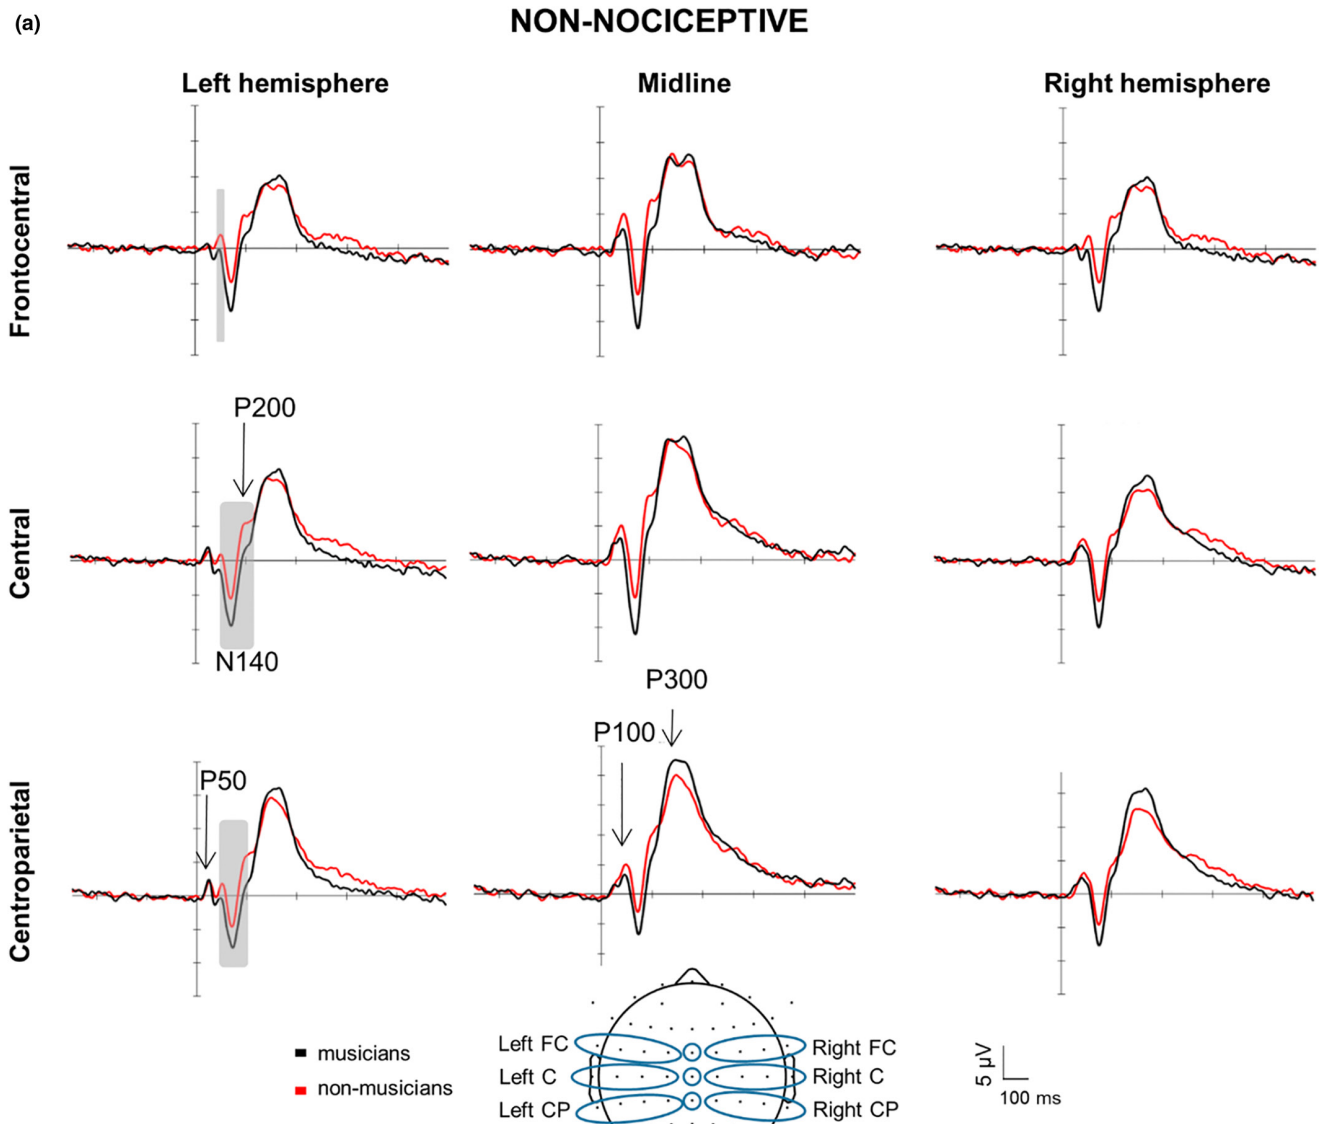 (a)
NON-NOCICEPTIVE
Left hemisphere
Midline
Right hemisphere
Frontocentral
P200
Central
N140
P300
P100
P50
Centroparietal
Left FC
Right FC
musicians
Left C
Right C
non-musicians
Left CP
Right CP
5 µV
100 ms